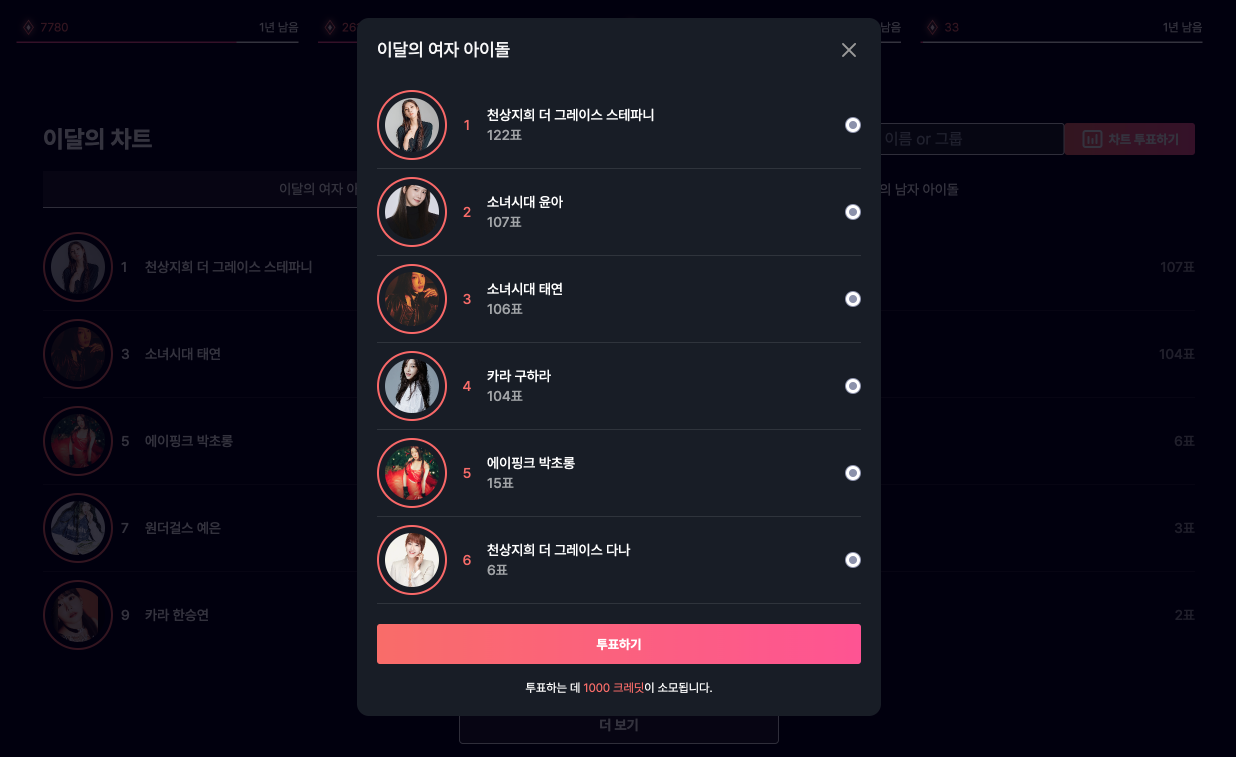 7780
1년 남음
26
남음
33
1년 남음
이달의 여자 아이돌
이달의 차트
이름 or 그룹
차트 투표하기
이달의 여자 아
의 남자 아이돌
1
천상지희 더 그레이스 스테파니
122표
2
소녀시대 윤아
107표
3
소녀시대 태연
106표
4
카라 구하라
104표
5
에이핑크 박초롱
15표
6
천상지희 더 그레이스 다나
6표
투표하기
투표하는 데 1000 크레딧이 소모됩니다.
1 천상지희 더 그레이스 스테파니
107표
3 소녀시대 태연
104표
5 에이핑크 박초롱
6표
7 원더걸스 예은
3표
9 카라 한승연
2표
더 보기